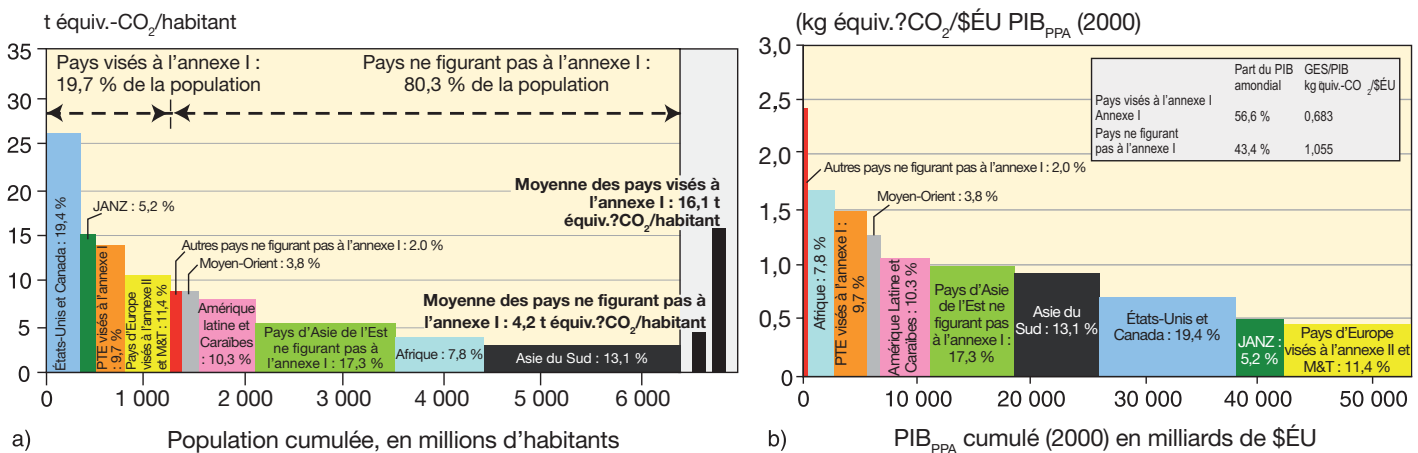 t équiv.-CO2/habitant
35
30
25
20
15
10
5
0
Pays visés à l'annexe I :
19,7 % de la population
Pays ne figurant pas à l'annexe I :
80,3 % de la population
États-Unis et Canada : 19,4 %
JANZ : 5,2 %
PTE visés à l'annexe I
: 9,7 %
Pays d'Europe
visés à l'annexe II
et M&T : 11,4 %
Autres pays ne figurant pas à l'annexe I : 2.0 %
Moyen-Orient : 3,8 %
Amérique
latine et
Caraïbes
: 10,3 %
Pays d'Asie de l'Est
ne figurant pas à
l'annexe I : 17,3 %
Afrique : 7,8 %
Asie du Sud : 13,1 %
Moyenne des pays visés à
l'annexe I : 16,1 t
équiv.?CO2/habitant
Moyenne des pays ne figurant pas à
l'annexe I : 4,2 t équiv.?CO2/habitant
0
1 000
2 000
3 000
4 000
5 000
6 000
a)
Population cumulée, en millions d'habitants
(kg équiv.?CO2/$ÉU PIBPPA (2000)
3,0
2,5
2,0
1,5
1,0
0,5
0
Part du PIB GES/PIB
amondial kg équiv.-CO 2/$ÉU
Pays visés à l'annexe I
Annexe I 56,6 % 0,683
Pays ne figurant
pas à l'annexe I 43,4 % 1,055
Autres pays ne figurant pas à l'annexe I : 2,0 %
Afrique : 7,8 %
PTE visés à l'annexe I :
9,7 %
Moyen-Orient : 3,8 %
Amérique Latine et
Caraïbes : 10.3 %
Pays d'Asie
de l'Est ne
figurant pas
à l'annexe I :
17,3 %
Asie du
Sud : 13,1 %
États-Unis et
Canada : 19,4 %
JANZ :
5,2 %
Pays d'Europe
visés à l'annexe II et
M&T : 11,4 %
0
10 000
20 000
30 000
40 000
50 000
b)
PIBPPA cumulé (2000) en milliards de $ÉU